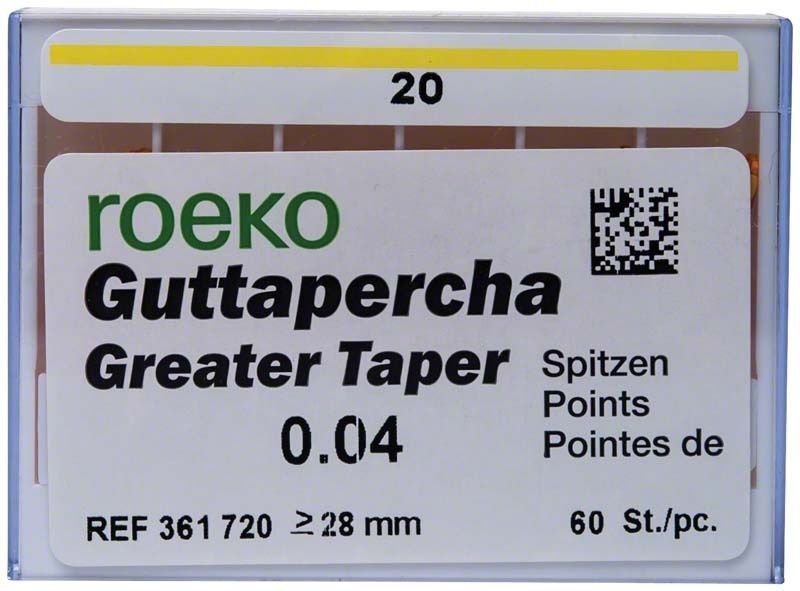 20
roeko
Guttapercha
Greater Taper
0.04
Spitzen
Points
Pointes de
REF 361 720 ≥28 mm
60 St./pc.